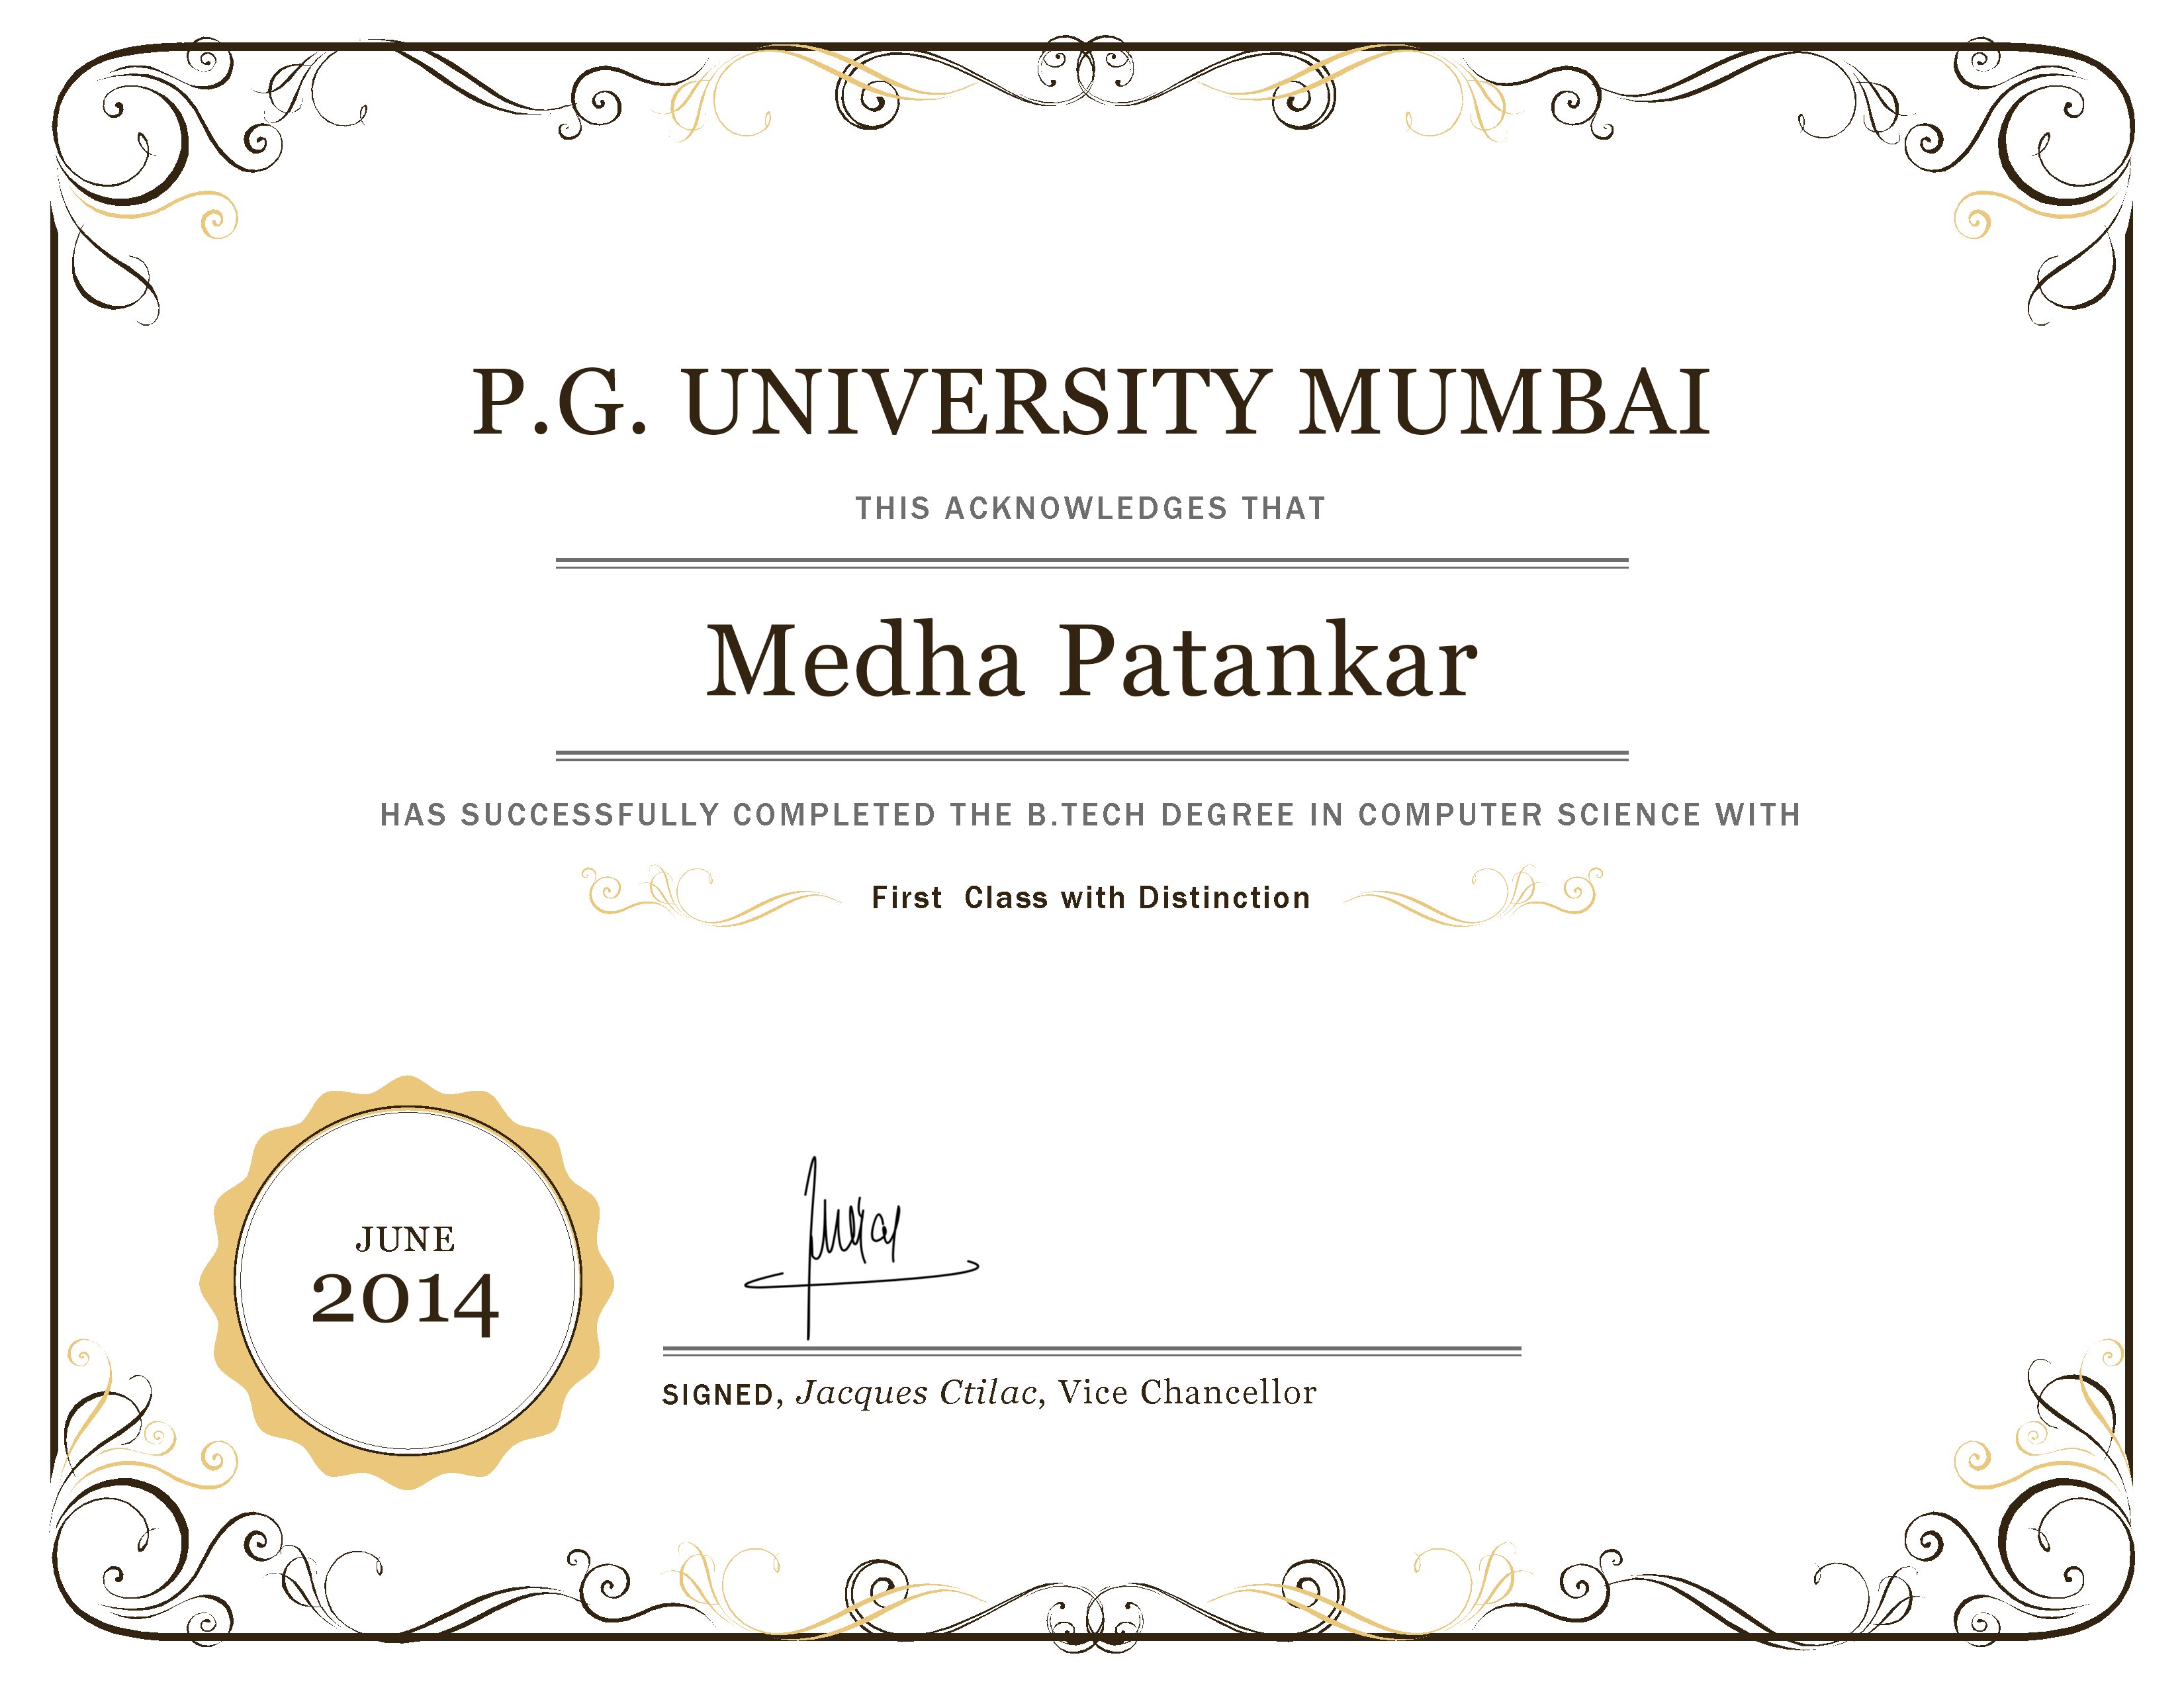 P.G. UNIVERSITY MUMBAI
THIS ACKNOWLEDGES THAT
Medha Patankar
HAS SUCCESSFULLY COMPLETED THE B.TECH DEGREE IN COMPUTER SCIENCE WITH
First Class with Distinction
JUNE
2014
SIGNED, Jacques Ctilac, Vice Chancellor